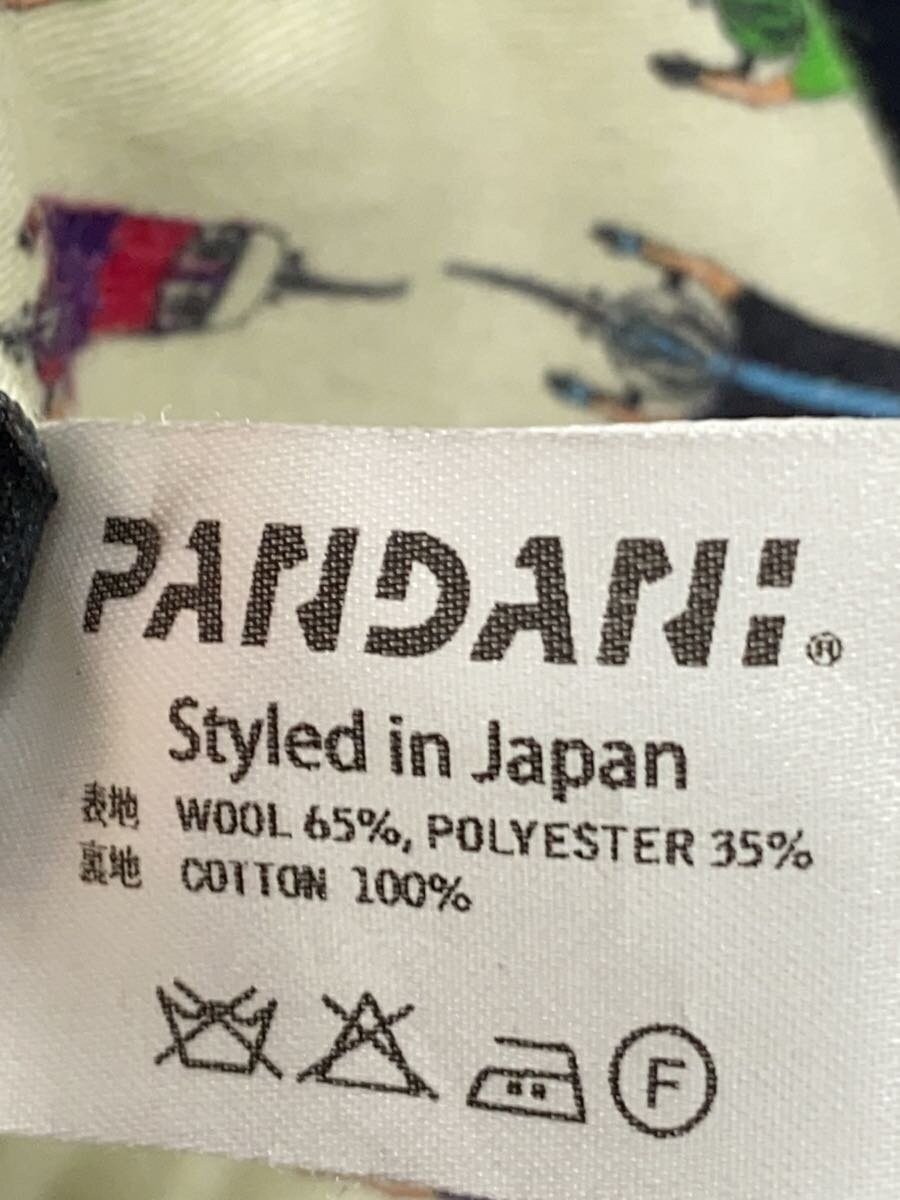 PANDANI®
Styled in Japan
表地 WOOL 65%, POLYESTER 35%
裏地 COTTON 100%
F